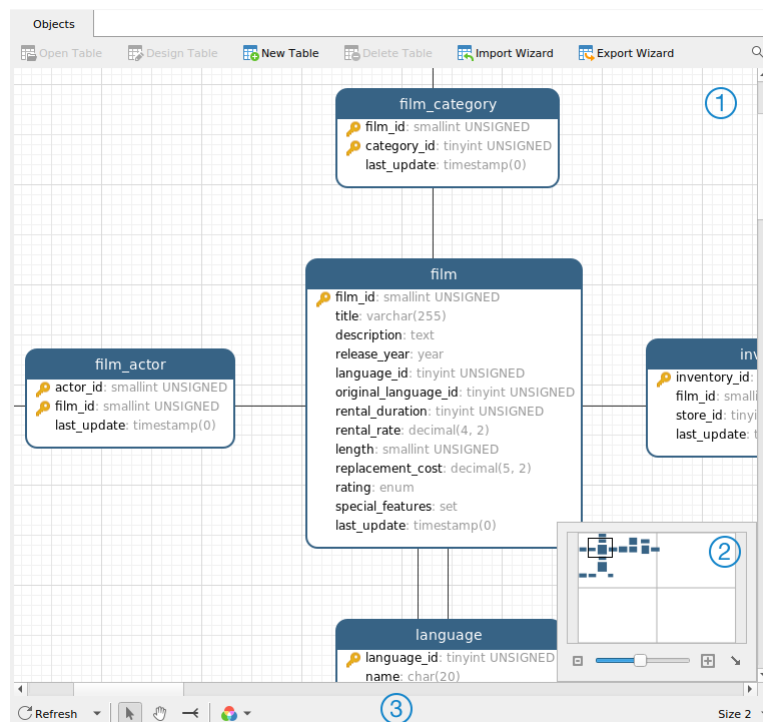 Objects
Open Table Design Table New Table Delete Table Import Wizard Export Wizard
1
film_category
film_id: smallint UNSIGNED
category_id: tinyint UNSIGNED
last_update: timestamp(0)
film
film_id: smallint UNSIGNED
title: varchar(255)
description: text
release_year: year
language_id: tinyint UNSIGNED
original_language_id: tinyint UNSIGNED
rental_duration: tinyint UNSIGNED
rental_rate: decimal(4, 2)
length: smallint UNSIGNED
replacement_cost: decimal(5, 2)
rating: enum
special_features: set
last_update: timestamp(0)
film_actor
actor_id: smallint UNSIGNED
film_id: smallint UNSIGNED
last_update: timestamp(0)
inv
inventory_id:
film_id: small
store_id: tinyi
last_update: t
2
language
language_id: tinyint UNSIGNED
name: char(20)
3
Refresh
Size 2